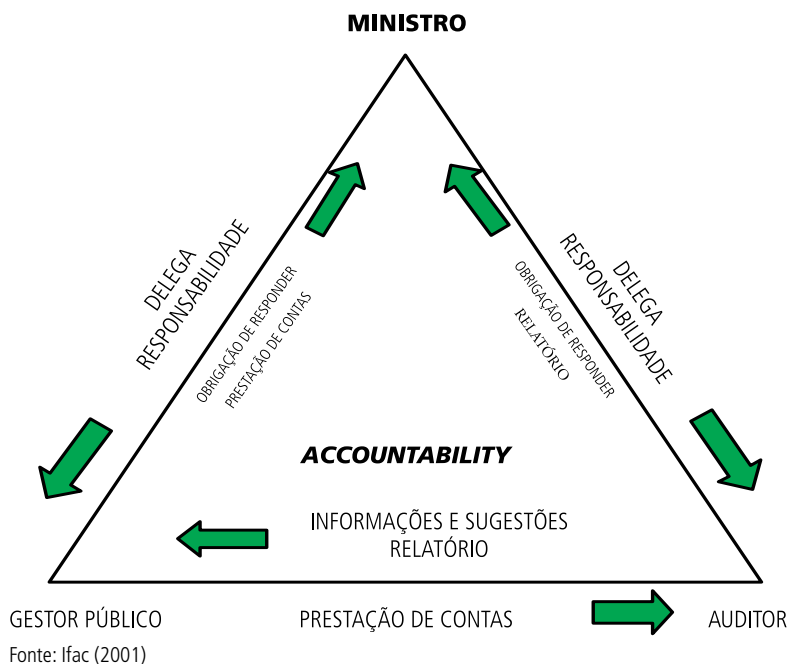 MINISTRO
DELEGA
RESPONSABILIDADE
OBRIGAÇÃO DE RESPONDER
PRESTAÇÃO DE CONTAS
DELEGA
RESPONSABILIDADE
OBRIGAÇÃO DE RESPONDER
RELATÓRIO
ACCOUNTABILITY
INFORMAÇÕES E SUGESTÕES
RELATÓRIO
GESTOR PÚBLICO
PRESTAÇÃO DE CONTAS
AUDITOR
Fonte: Ifac (2001)